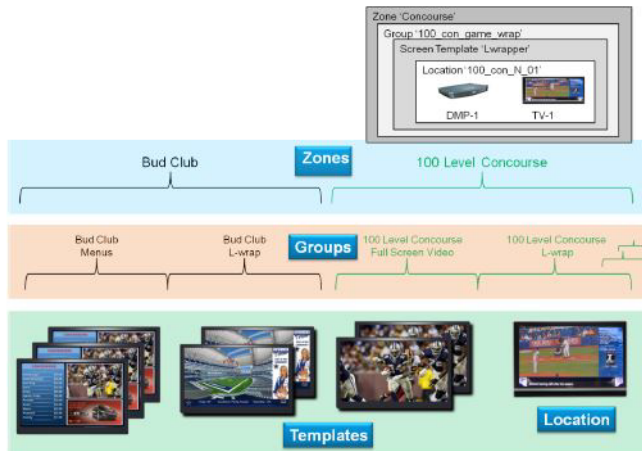 Zone 'Concourse'
Group '100_con_game_wrap'
Screen Template 'Lwrapper'
Location '100_con_N_01'
DMP-1 TV-1
Bud Club Zones 100 Level Concourse
Bud Club Menus
Bud Club L-wrap
Groups
100 Level Concourse Full Screen Video
100 Level Concourse L-wrap
Templates
Location